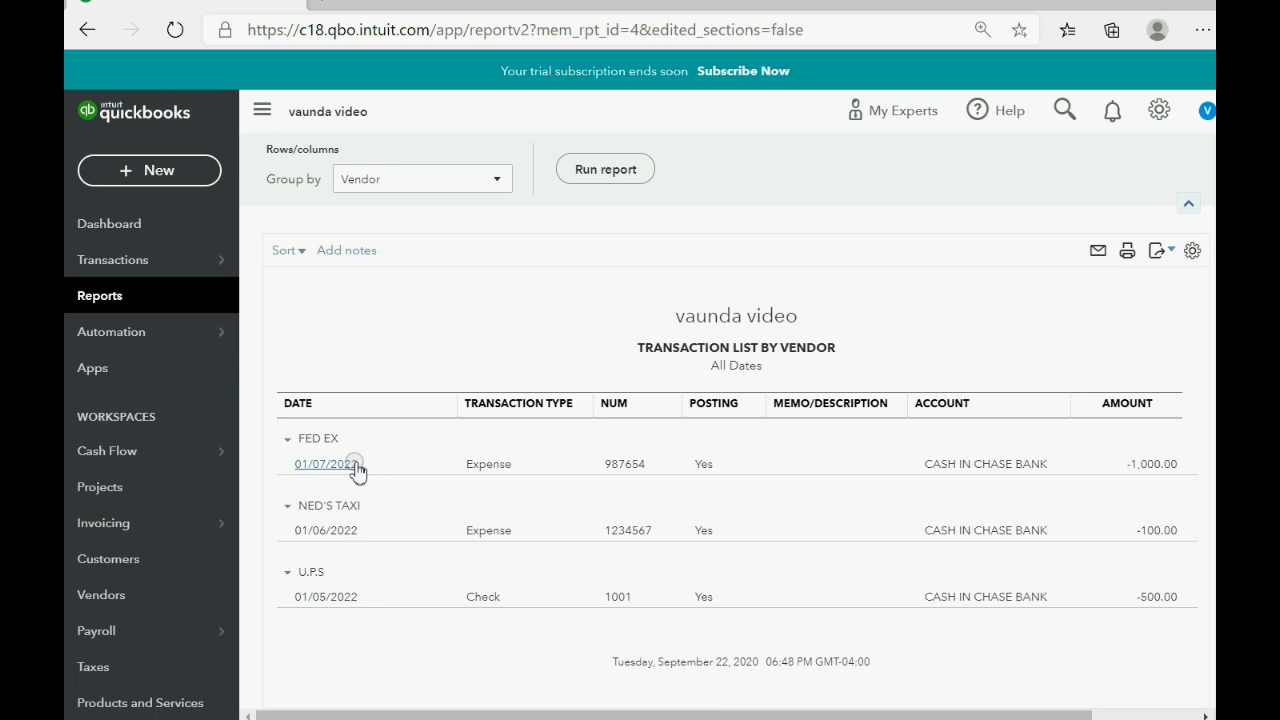 https://c18.qbo.intuit.com/app/reportv2?mem_rpt_id=4&edited_sections=false
Your trial subscription ends soon Subscribe Now
qb intuit quickbooks
vaunda video
My Experts
Help
V
+ New
Rows/columns
Group by Vendor
Run report
Dashboard
Transactions
Reports
Automation
Apps
WORKSPACES
Cash Flow
Projects
Invoicing
Customers
Vendors
Payroll
Taxes
Products and Services
Sort Add notes
vaunda video
TRANSACTION LIST BY VENDOR
All Dates
DATE TRANSACTION TYPE NUM POSTING MEMO/DESCRIPTION ACCOUNT AMOUNT
FED EX
01/07/2022 Expense 987654 Yes CASH IN CHASE BANK -1,000.00
NED'S TAXI
01/06/2022 Expense 1234567 Yes CASH IN CHASE BANK -100.00
U.P.S
01/05/2022 Check 1001 Yes CASH IN CHASE BANK -500.00
Tuesday, September 22, 2020 06:48 PM GMT-04:00